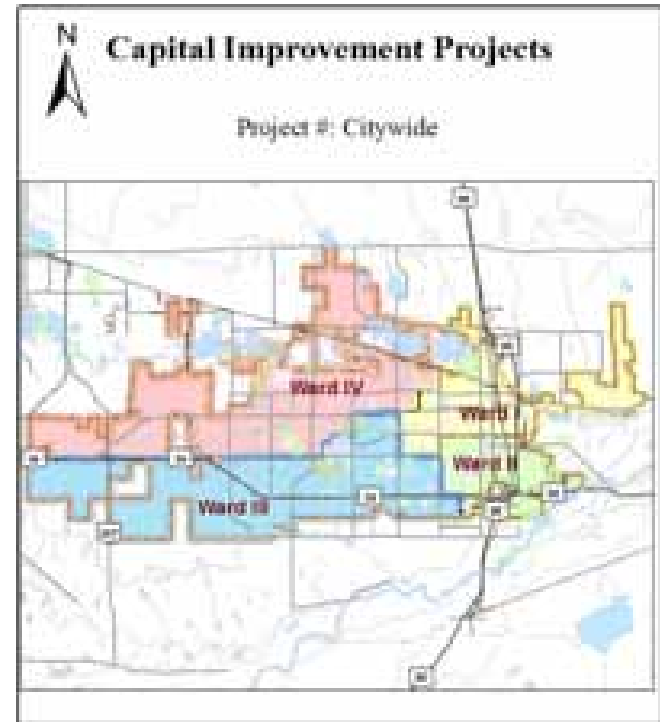 N
Capital Improvement Projects
Project #: Citywide
Ward IV
Ward I
Ward II
Ward III